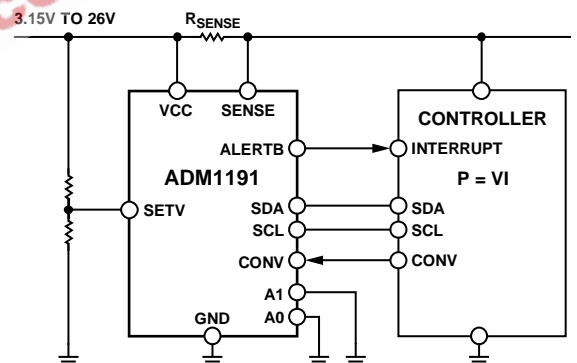 3.15V TO 26V
RSENSE
VCC SENSE
ALERTB
ADM1191
SETV
SDA
SCL
CONV
A1
A0
GND
CONTROLLER
INTERRUPT
P = VI
SDA
SCL
CONV